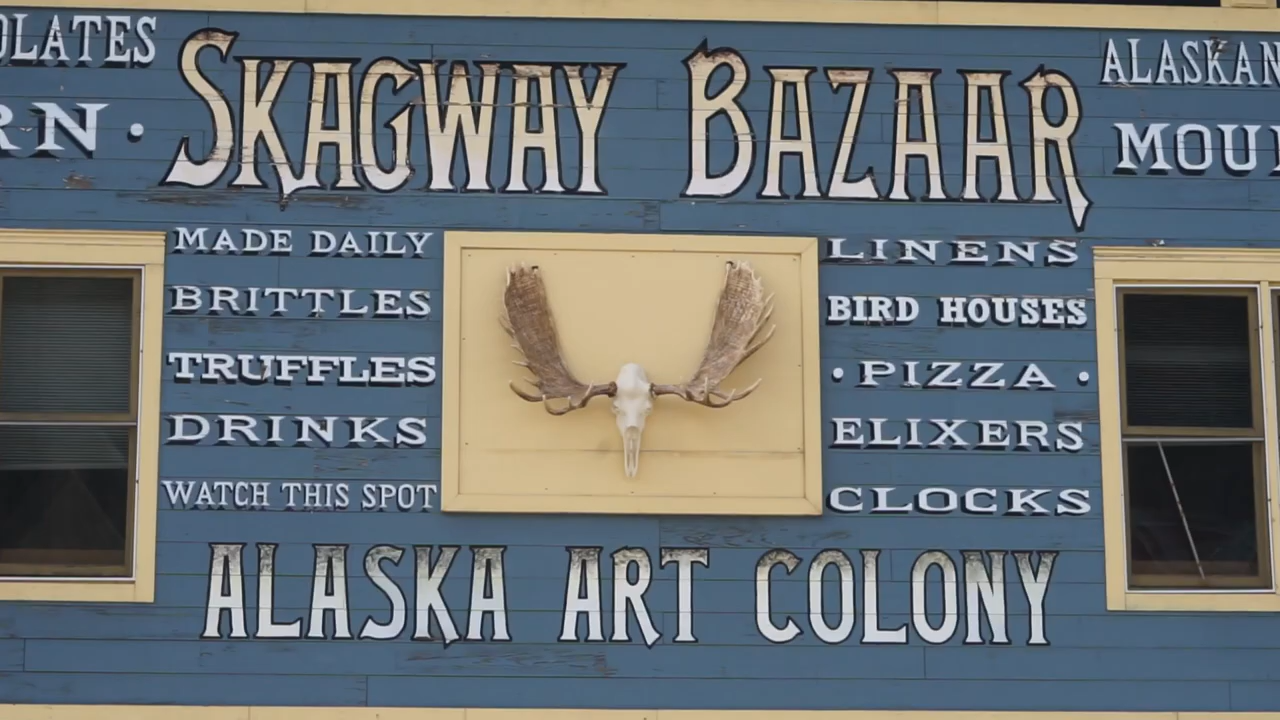 SKAGWAY BAZAAR
ALASKAN
MADE DAILY
BRITTLES
TRUFFLES
DRINKS
WATCH THIS SPOT
LINENS
BIRD HOUSES
• PIZZA •
ELIXERS
CLOCKS
ALASKA ART COLONY